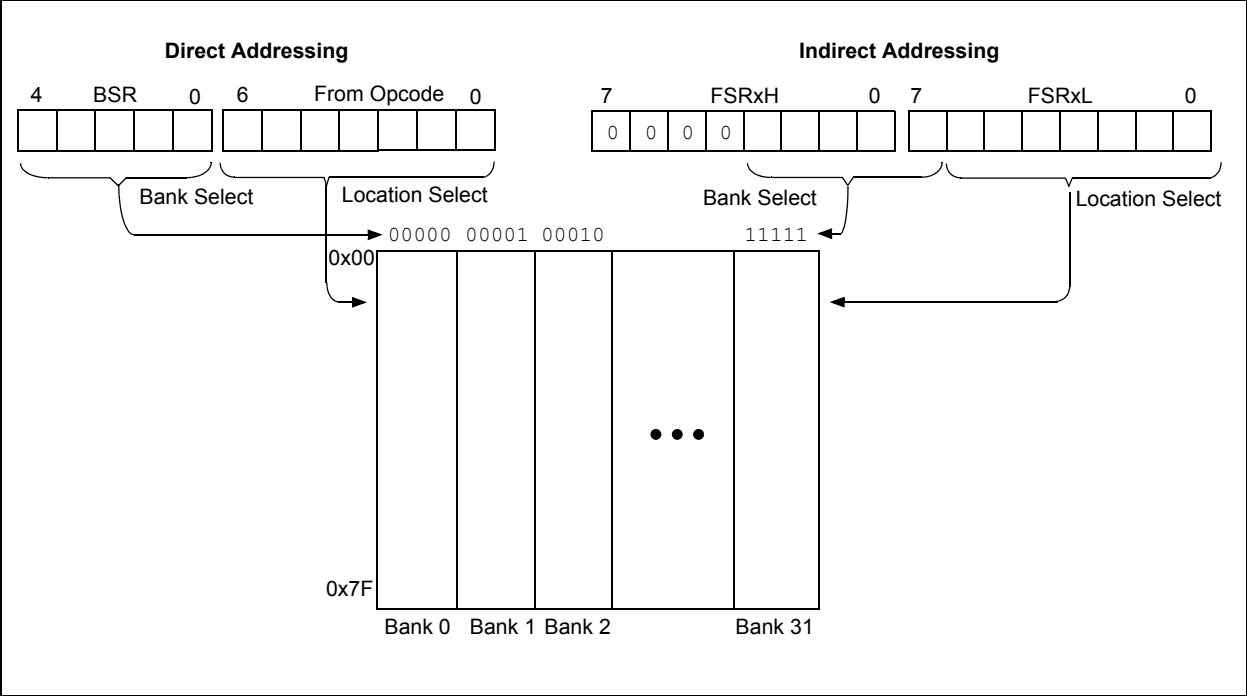 Direct Addressing
Indirect Addressing
4 BSR 0 6 From Opcode 0
7 FSRxH 0 7 FSRxL 0
0 0 0 0
Bank Select
Location Select
Bank Select
Location Select
00000 00001 00010 11111
0x00
0x7F
Bank 0 Bank 1 Bank 2 Bank 31